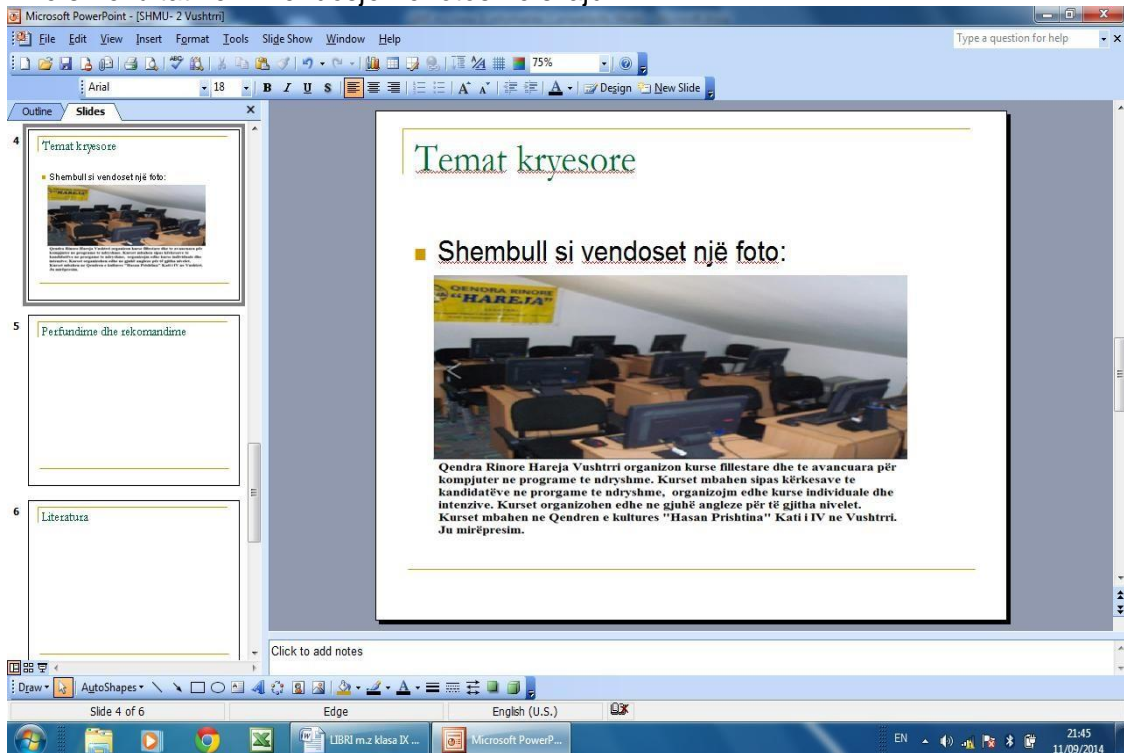 Microsoft PowerPoint - [SHMU- 2 Vushtrri]
File Edit View Insert Format Tools Slide Show Window Help
Type a question for help
75%
Arial 18 B I U S Design New Slide
Outline Slides
4
Temat kryesore
Shembull si vendoset një foto:
5
Perfundime dhe rekomandime
6
Literatura
Temat kryesore
Shembull si vendoset një foto:
QENDRA RINORE
"HAREJA"
Qendra Rinore Hareja Vushtrri organizon kurse fillestare dhe te avancuara për
kompjuter ne programe te ndryshme. Kurset mbahen sipas kërkesave te
kandidatëve ne prorgame te ndryshme, organizojm edhe kurse individuale dhe
intenzive. Kurset organizohen edhe ne gjuhë angleze për të gjitha nivelet.
Kurset mbahen ne Qendren e kultures "Hasan Prishtina" Kati i IV ne Vushtrri.
Ju mirëpresim.
Click to add notes
Draw AutoShapes
Slide 4 of 6 Edge English (U.S.)
LIBRI m.z klasa IX ... Microsoft PowerP... EN 21:45
11/09/2014